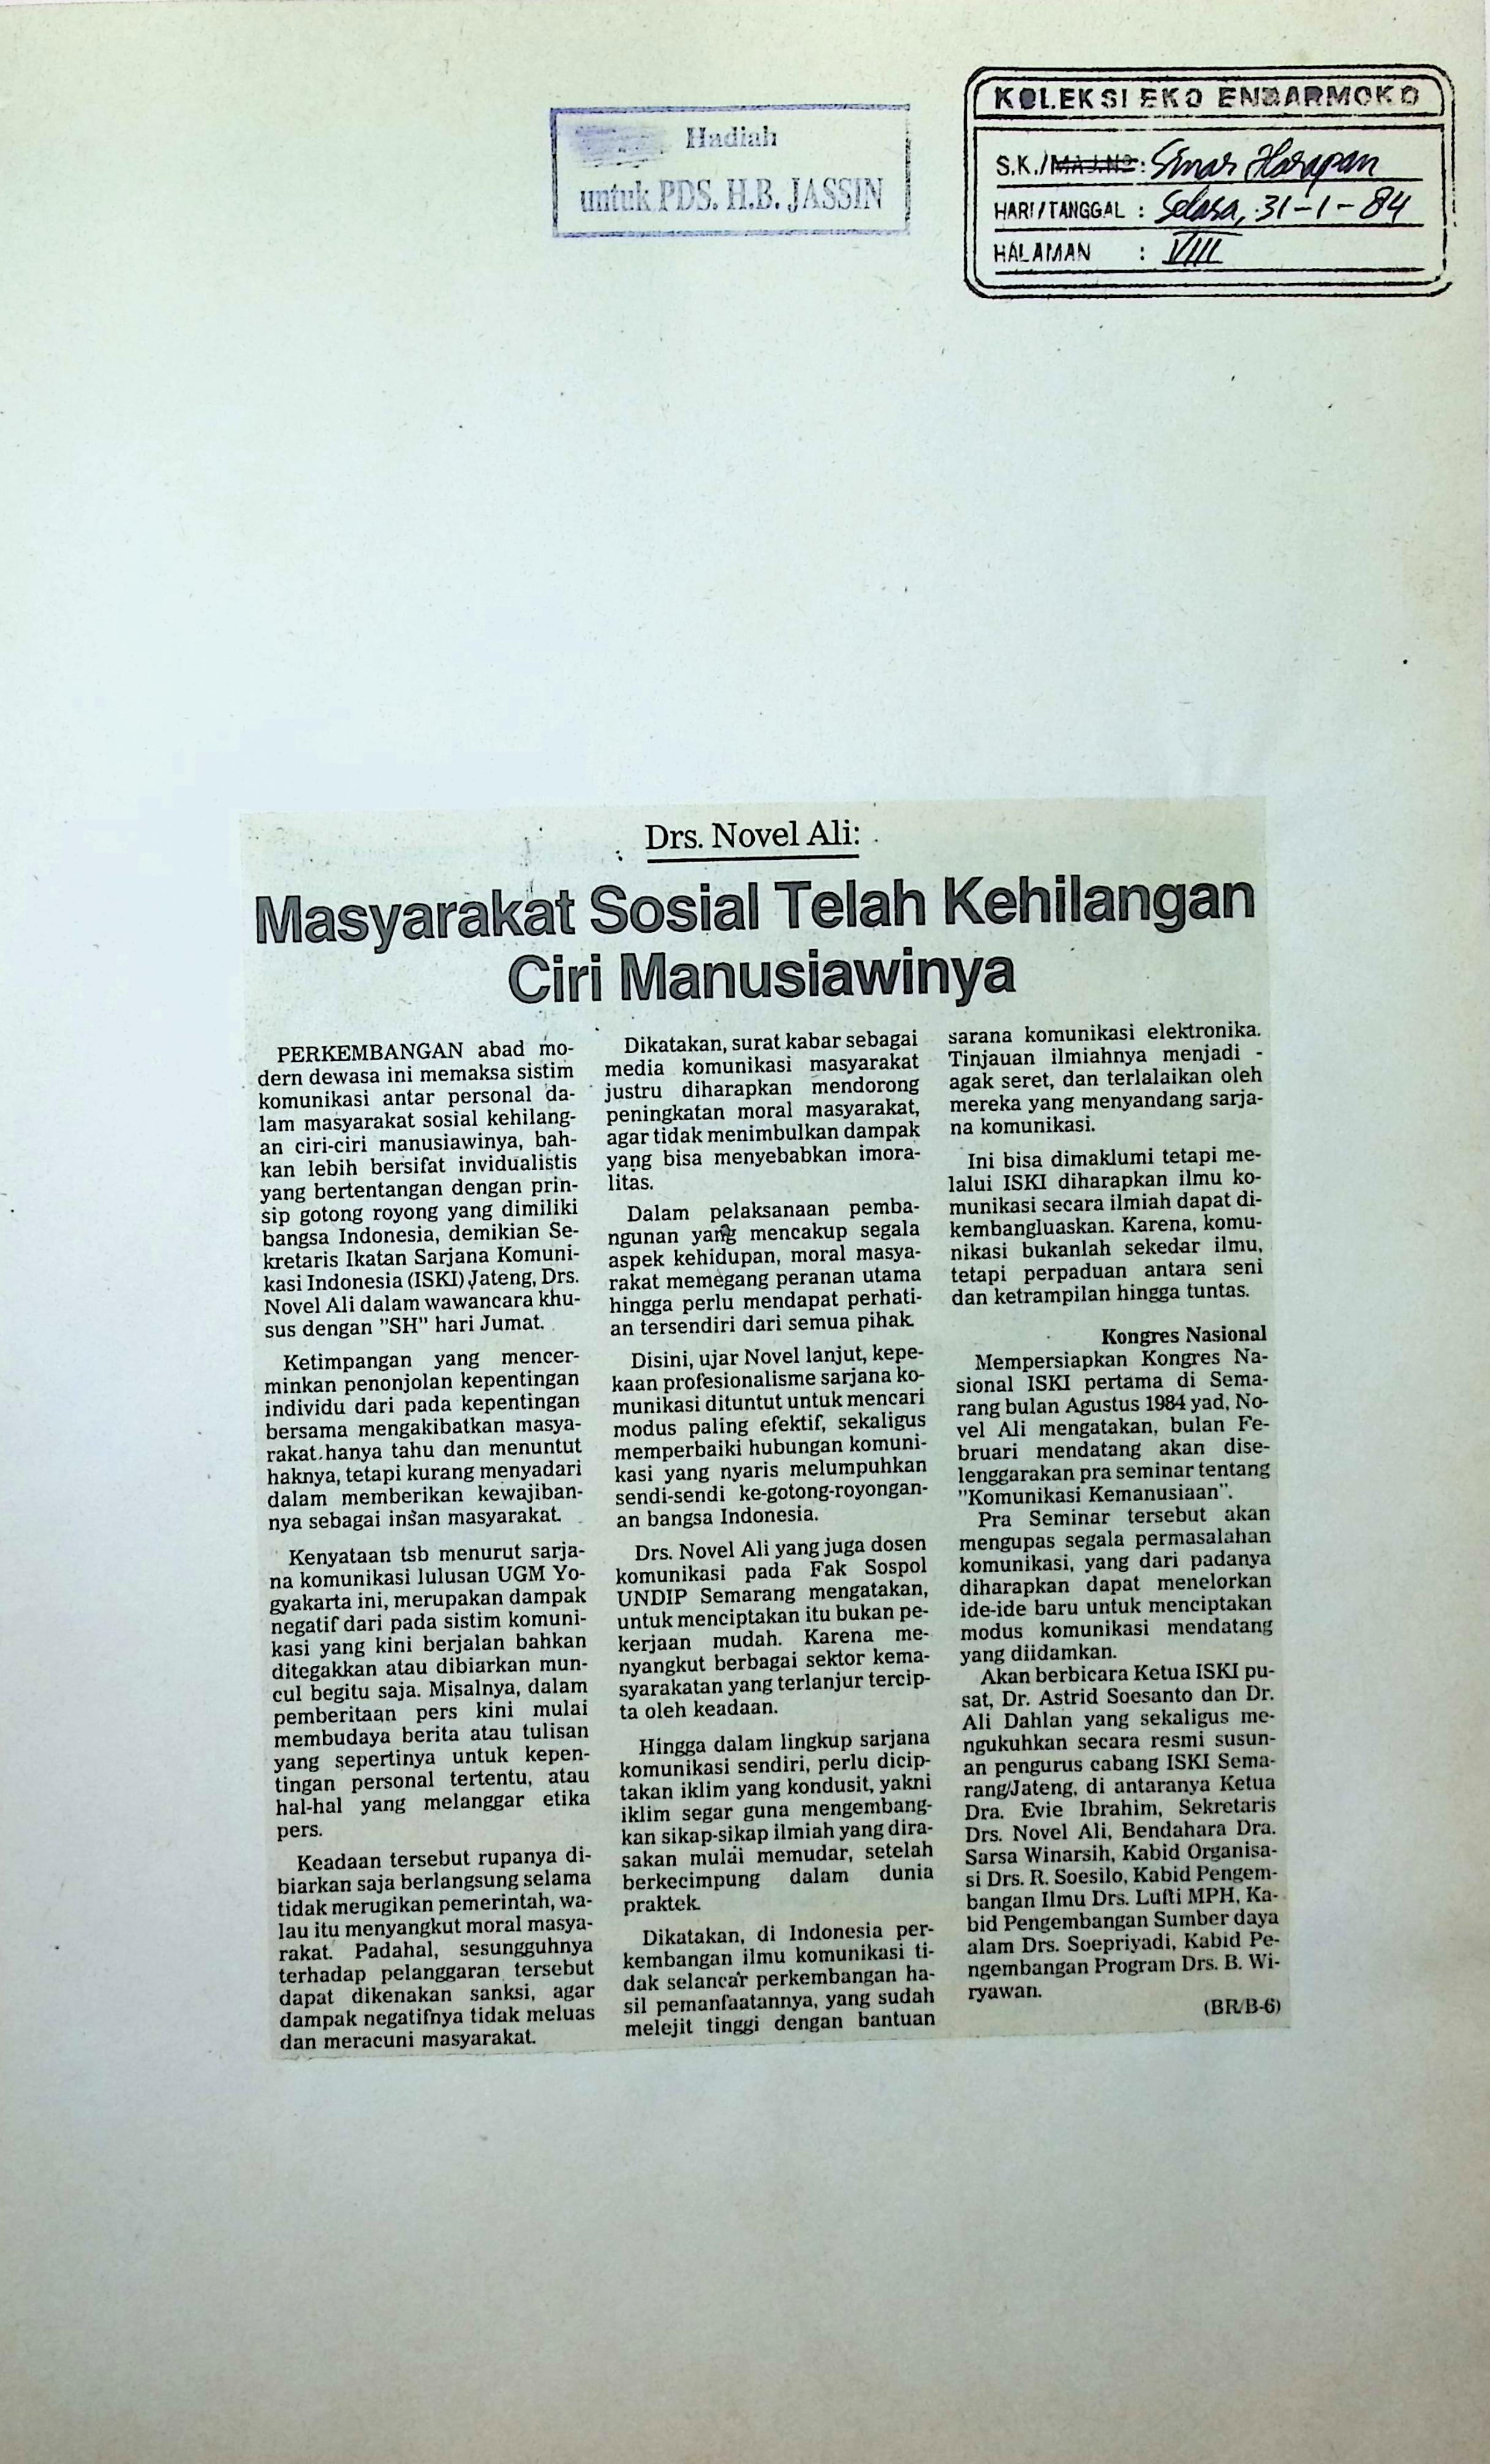 Hadiah
untuk PDS. H.B. JASSIN
KOLEKSI EKO ENDARMOKO
S.K./MAJ.NO : Sinar Harapan
HARI/TANGGAL : Selasa, 31-1-84
HALAMAN : VIII
Drs. Novel Ali:
Masyarakat Sosial Telah Kehilangan
Ciri Manusiawinya
PERKEMBANGAN abad mo-
dern dewasa ini memaksa sistim
komunikasi antar personal da-
lam masyarakat sosial kehilang-
an ciri-ciri manusiawinya, bah-
kan lebih bersifat invidualistis
yang bertentangan dengan prin-
sip gotong royong yang dimiliki
bangsa Indonesia, demikian Se-
kretaris Ikatan Sarjana Komuni-
kasi Indonesia (ISKI) Jateng, Drs.
Novel Ali dalam wawancara khu-
sus dengan "SH" hari Jumat.
Ketimpangan yang mencer-
minkan penonjolan kepentingan
individu dari pada kepentingan
bersama mengakibatkan masya-
rakat hanya tahu dan menuntut
haknya, tetapi kurang menyadari
dalam memberikan kewajiban-
nya sebagai insan masyarakat.
Kenyataan tsb menurut sarja-
na komunikasi lulusan UGM Yo-
gyakarta ini, merupakan dampak
negatif dari pada sistim komuni-
kasi yang kini berjalan bahkan
ditegakkan atau dibiarkan mun-
cul begitu saja. Misalnya, dalam
pemberitaan pers kini mulai
membudaya berita atau tulisan
yang sepertinya untuk kepen-
tingan personal tertentu, atau
hal-hal yang melanggar etika
pers.
Keadaan tersebut rupanya di-
biarkan saja berlangsung selama
tidak merugikan pemerintah, wa-
lau itu menyangkut moral masya-
rakat. Padahal, sesungguhnya
terhadap pelanggaran tersebut
dapat dikenakan sanksi, agar
dampak negatifnya tidak meluas
dan meracuni masyarakat.
Dikatakan, surat kabar sebagai
media komunikasi masyarakat
justru diharapkan mendorong
peningkatan moral masyarakat,
agar tidak menimbulkan dampak
yang bisa menyebabkan imora-
litas.
Dalam pelaksanaan pemba-
ngunan yang mencakup segala
aspek kehidupan, moral masya-
rakat memegang peranan utama
hingga perlu mendapat perhati-
an tersendiri dari semua pihak.
Disini, ujar Novel lanjut, kepe-
kaan profesionalisme sarjana ko-
munikasi dituntut untuk mencari
modus paling efektif, sekaligus
memperbaiki hubungan komuni-
kasi yang nyaris melumpuhkan
sendi-sendi ke-gotong-royongan-
an bangsa Indonesia.
Drs. Novel Ali yang juga dosen
komunikasi pada Fak Sospol
UNDIP Semarang mengatakan,
untuk menciptakan itu bukan pe-
kerjaan mudah. Karena me-
nyangkut berbagai sektor kema-
syarakatan yang terlanjur tercip-
ta oleh keadaan.
Hingga dalam lingkup sarjana
komunikasi sendiri, perlu dicip-
takan iklim yang kondusit, yakni
iklim segar guna mengembang-
kan sikap-sikap ilmiah yang dira-
sakan mulai memudar, setelah
berkecimpung dalam dunia
praktek.
Dikatakan, di Indonesia per-
kembangan ilmu komunikasi ti-
dak selancar perkembangan ha-
sil pemanfaatannya, yang sudah
melejit tinggi dengan bantuan
sarana komunikasi elektronika.
Tinjauan ilmiahnya menjadi -
agak seret, dan terlalaikan oleh
mereka yang menyandang sarja-
na komunikasi.
Ini bisa dimaklumi tetapi me-
lalui ISKI diharapkan ilmu ko-
munikasi secara ilmiah dapat di-
kembangluaskan. Karena, komu-
nikasi bukanlah sekedar ilmu,
tetapi perpaduan antara seni
dan ketrampilan hingga tuntas.
Kongres Nasional
Mempersiapkan Kongres Na-
sional ISKI pertama di Sema-
rang bulan Agustus 1984 yad, No-
vel Ali mengatakan, bulan Fe-
bruari mendatang akan dise-
lenggarakan pra seminar tentang
"Komunikasi Kemanusiaan".
Pra Seminar tersebut akan
mengupas segala permasalahan
komunikasi, yang dari padanya
diharapkan dapat menelorkan
ide-ide baru untuk menciptakan
modus komunikasi mendatang
yang diidamkan.
Akan berbicara Ketua ISKI pu-
sat, Dr. Astrid Soesanto dan Dr.
Ali Dahlan yang sekaligus me-
ngukuhkan secara resmi susun-
an pengurus cabang ISKI Sema-
rang/Jateng, di antaranya Ketua
Dra. Evie Ibrahim, Sekretaris
Drs. Novel Ali, Bendahara Dra.
Sarsa Winarsih, Kabid Organisa-
si Drs. R. Soesilo, Kabid Pengem-
bangan Ilmu Drs. Lufti MPH, Ka-
bid Pengembangan Sumber daya
alam Drs. Soepriyadi, Kabid Pe-
ngembangan Program Drs. B. Wi-
ryawan.
(BR/B-6)